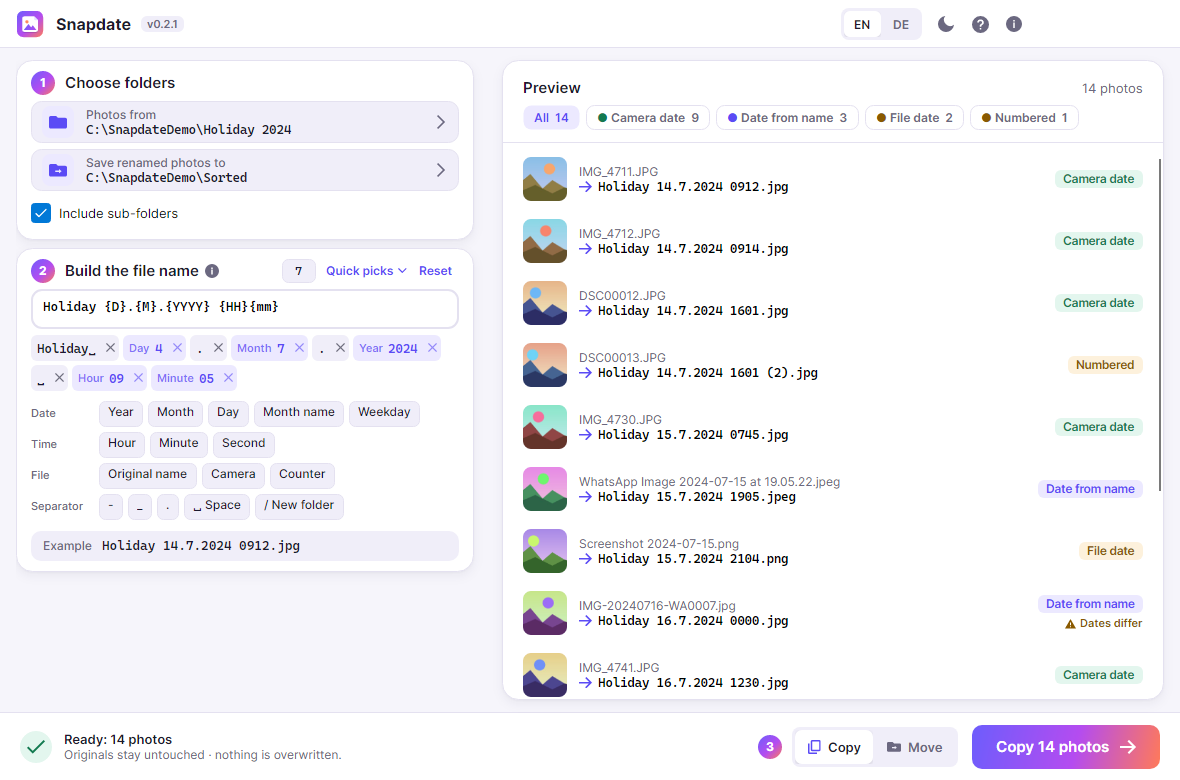 Snapdate v0.2.1
EN DE
1 Choose folders
Photos from
C:\SnapdateDemo\Holiday 2024
Save renamed photos to
C:\SnapdateDemo\Sorted
Include sub-folders
2 Build the file name
7 Quick picks Reset
Holiday {D}.{M}.{YYYY} {HH}{mm}
Holiday␣ Day 4 . Month 7 . Year 2024
␣ Hour 09 Minute 05
Date Year Month Day Month name Weekday
Time Hour Minute Second
File Original name Camera Counter
Separator - _ . ␣ Space / New folder
Example Holiday 14.7.2024 0912.jpg
Preview 14 photos
All 14 Camera date 9 Date from name 3 File date 2 Numbered 1
IMG_4711.JPG
→ Holiday 14.7.2024 0912.jpg
Camera date
IMG_4712.JPG
→ Holiday 14.7.2024 0914.jpg
Camera date
DSC00012.JPG
→ Holiday 14.7.2024 1601.jpg
Camera date
DSC00013.JPG
→ Holiday 14.7.2024 1601 (2).jpg
Numbered
IMG_4730.JPG
→ Holiday 15.7.2024 0745.jpg
Camera date
WhatsApp Image 2024-07-15 at 19.05.22.jpeg
→ Holiday 15.7.2024 1905.jpeg
Date from name
Screenshot 2024-07-15.png
→ Holiday 15.7.2024 2104.png
File date
IMG-20240716-WA0007.jpg
→ Holiday 16.7.2024 0000.jpg
Date from name
Dates differ
IMG_4741.JPG
→ Holiday 16.7.2024 1230.jpg
Camera date
Ready: 14 photos
Originals stay untouched · nothing is overwritten.
3 Copy Move
Copy 14 photos →